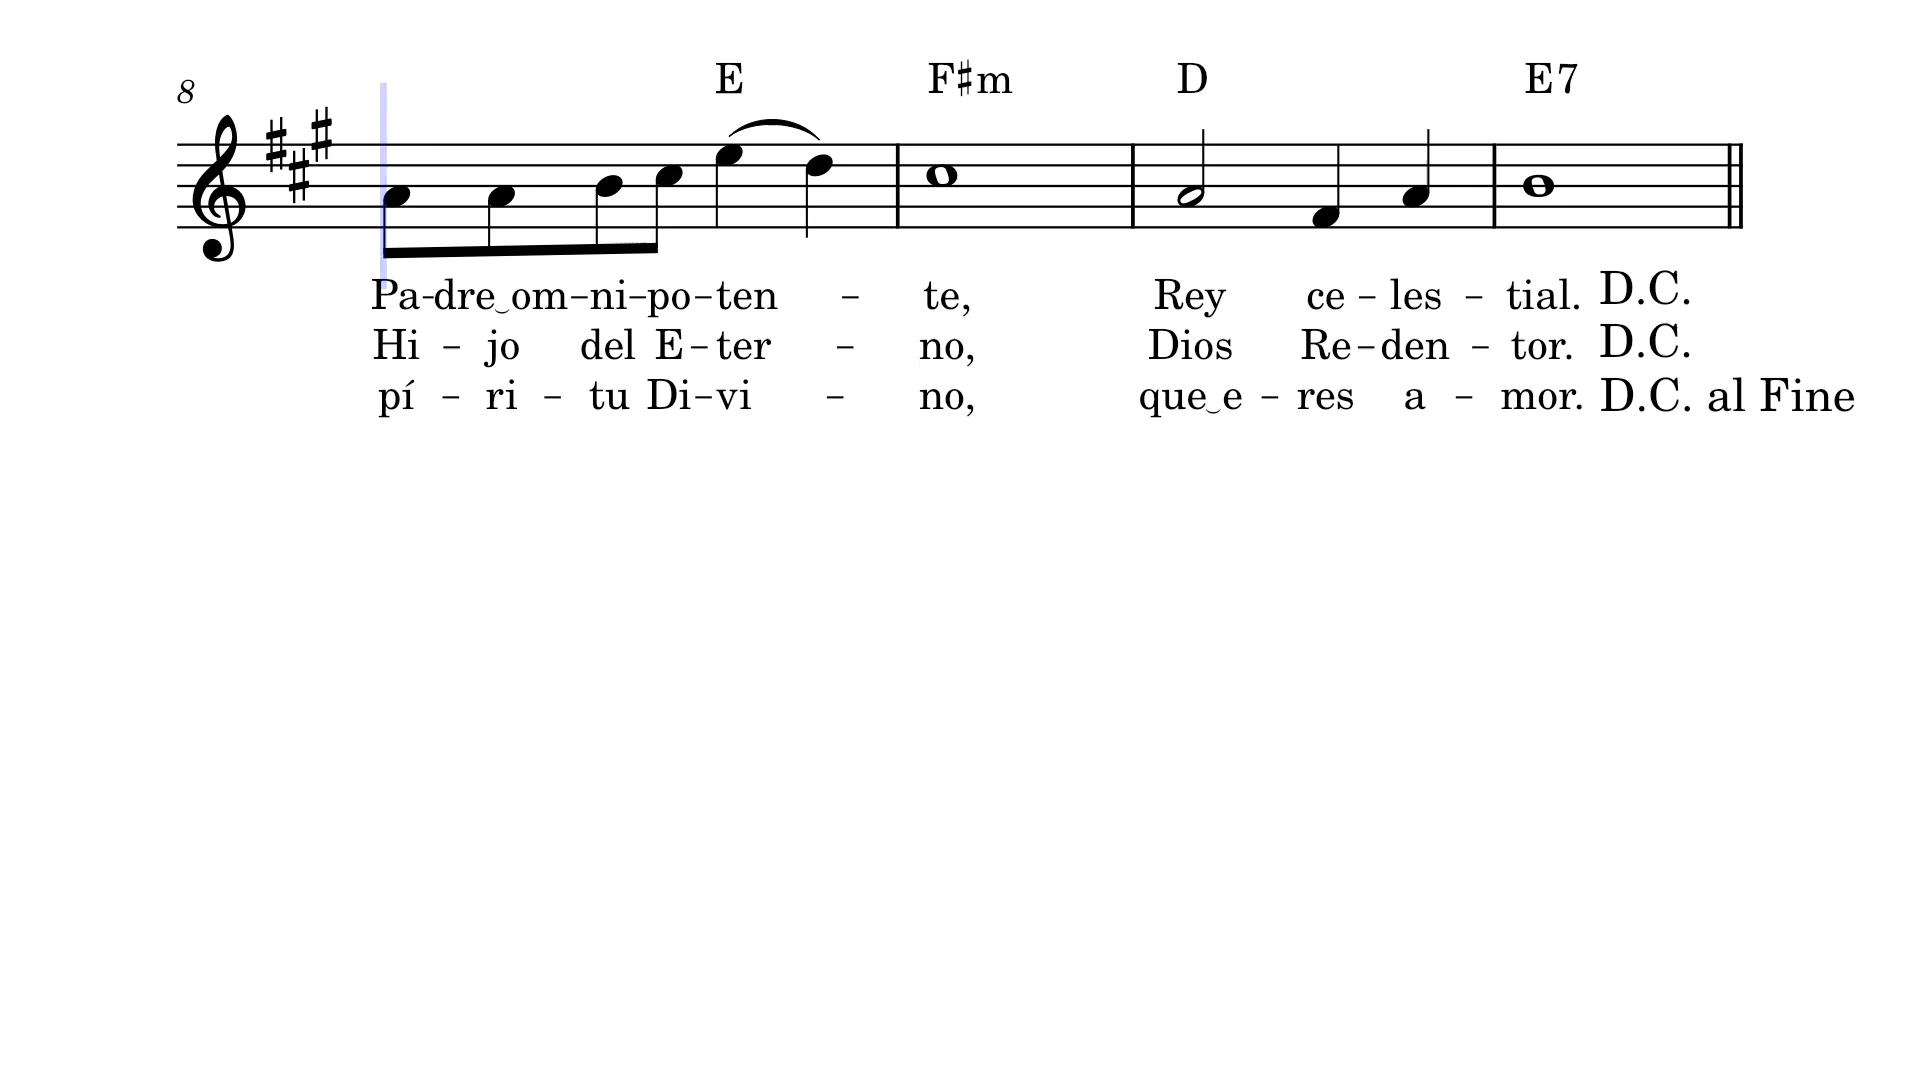 E F♯m D E7
8
Pa-dre‿om-ni-po-ten - te, Rey ce - les - tial. D.C.
Hi - jo del E-ter - no, Dios Re-den - tor. D.C.
pí - ri - tu Di-vi - no, que‿e - res a - mor. D.C. al Fine